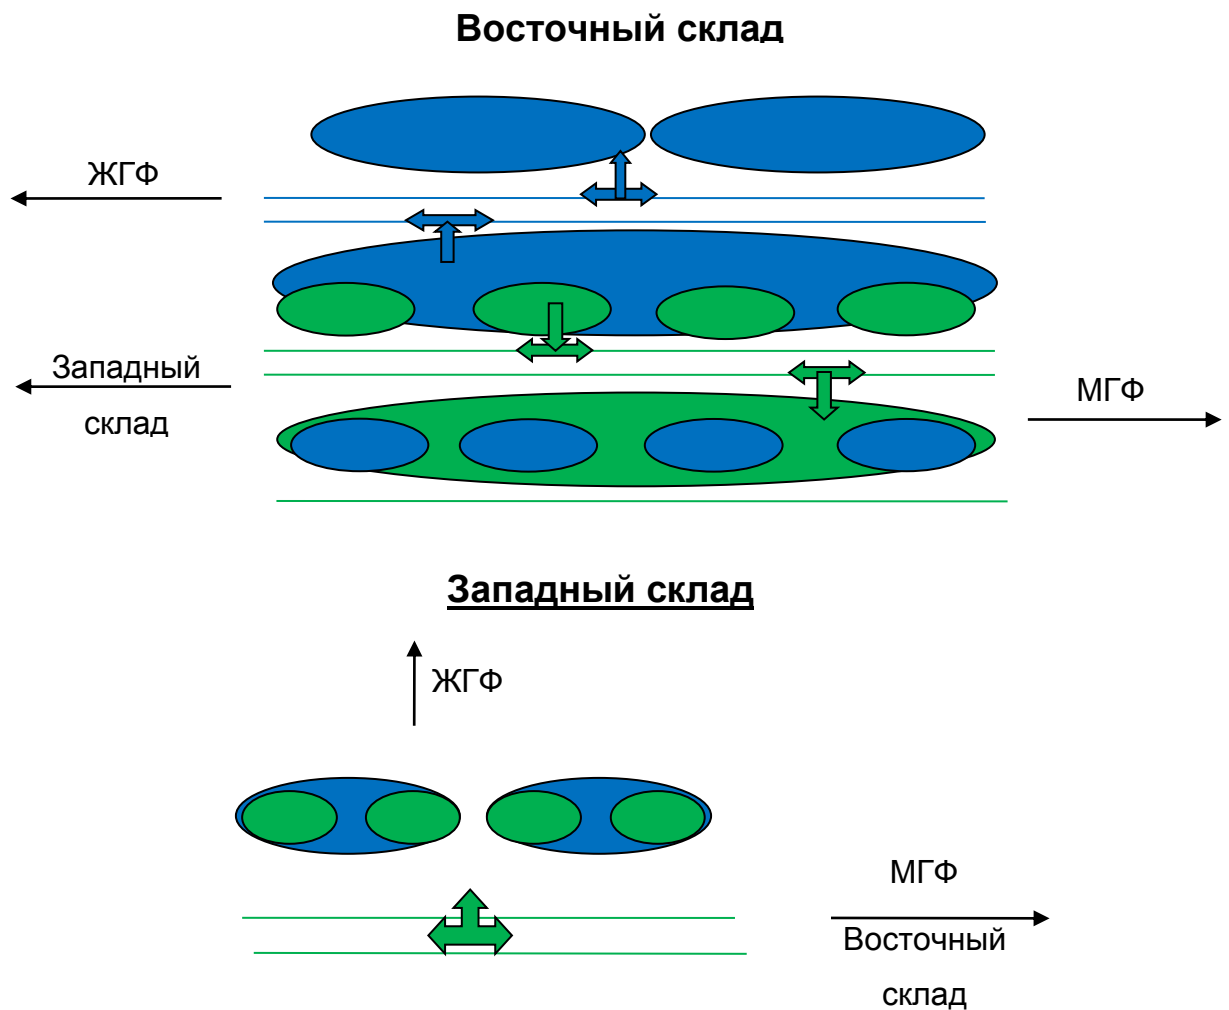 Восточный склад
ЖГФ
Западный
склад
МГФ
Западный склад
ЖГФ
МГФ
Восточный
склад